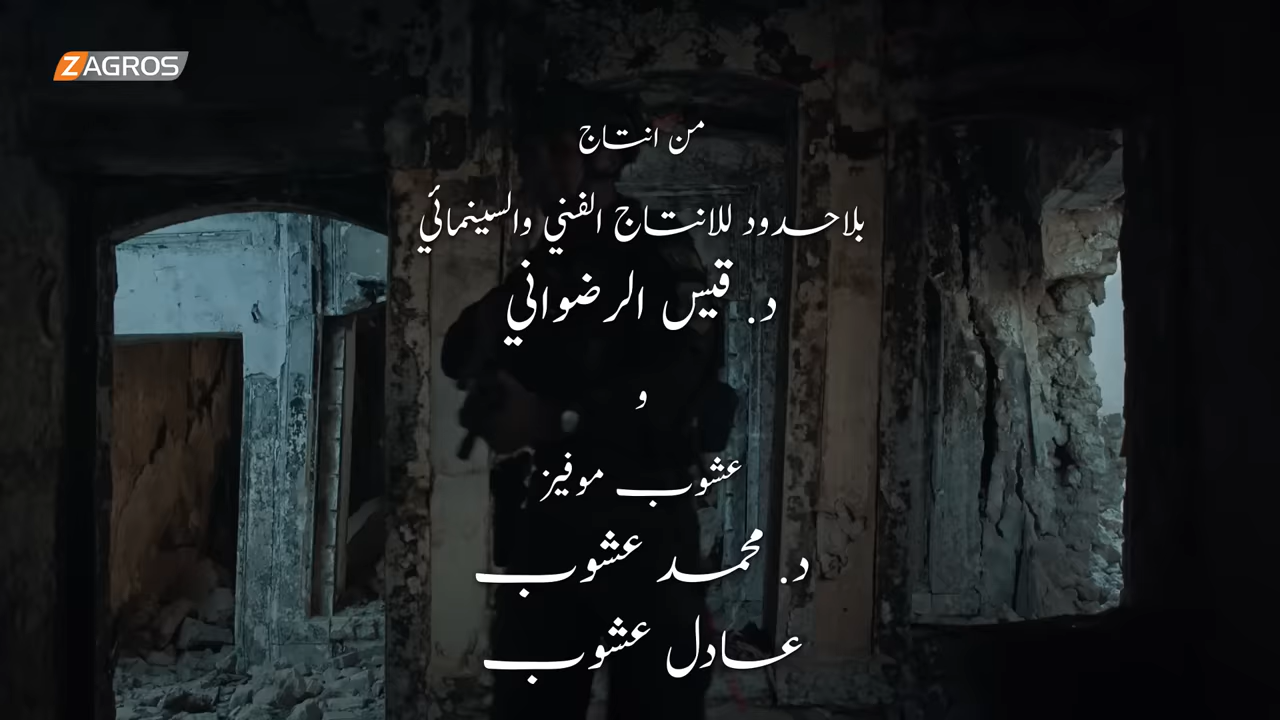 ZAGROS
من انتاج
بلاحدود للانتاج الفني والسينمائي
د. قيس الرضواني
و
عشوب موفيز
د. محمد عشوب
عادل عشوب